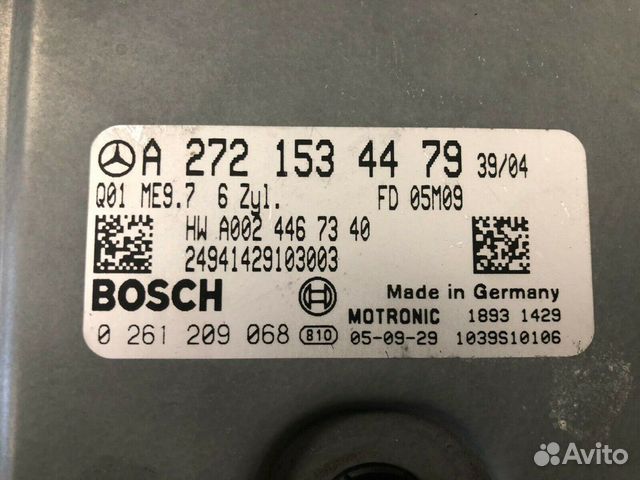 A 272 153 44 79 39/04
Q01 ME9.7 6 Zyl. FD 05M09
HW A002 446 73 40
24941429103003
BOSCH Made in Germany
MOTRONIC 1893 1429
0 261 209 068 810 05-09-29 1039S10106
Avito